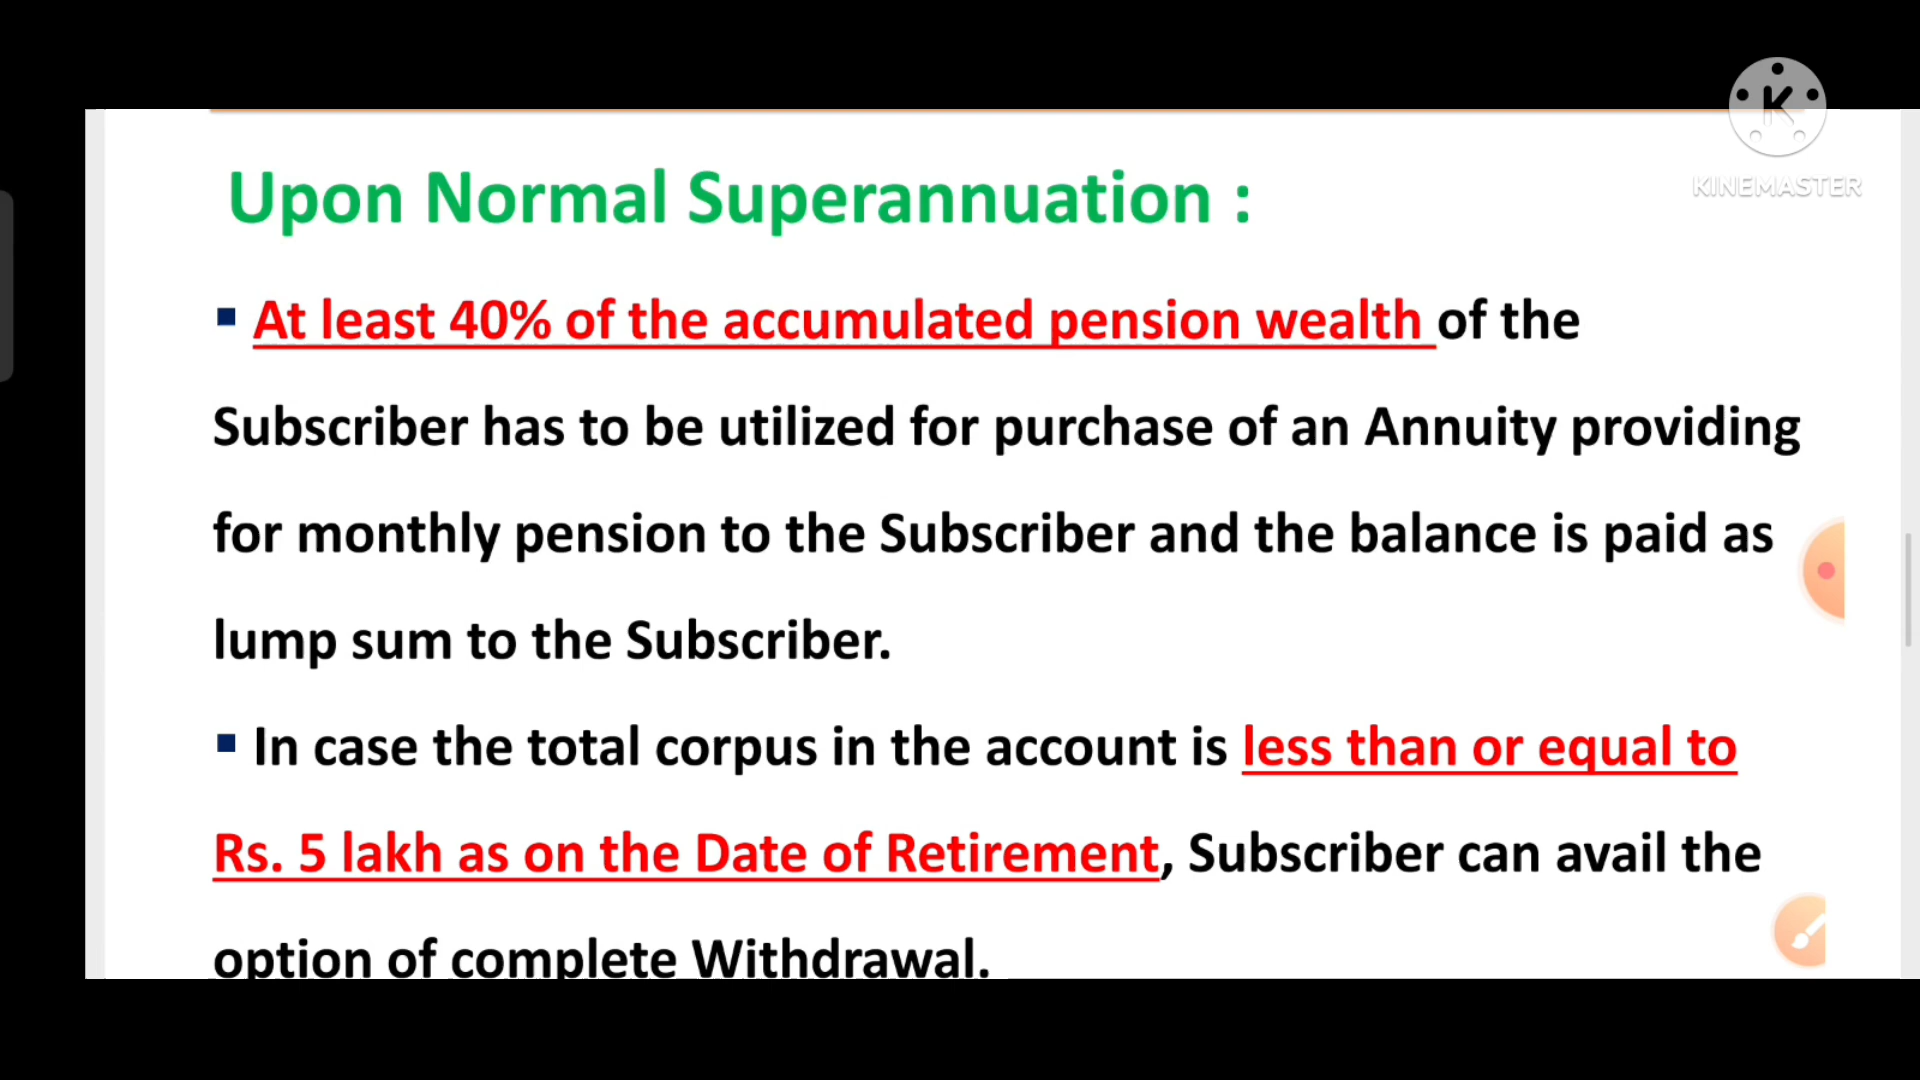 KINEMASTER
Upon Normal Superannuation :
▪ At least 40% of the accumulated pension wealth of the
Subscriber has to be utilized for purchase of an Annuity providing
for monthly pension to the Subscriber and the balance is paid as
lump sum to the Subscriber.
▪ In case the total corpus in the account is less than or equal to
Rs. 5 lakh as on the Date of Retirement, Subscriber can avail the
option of complete Withdrawal.